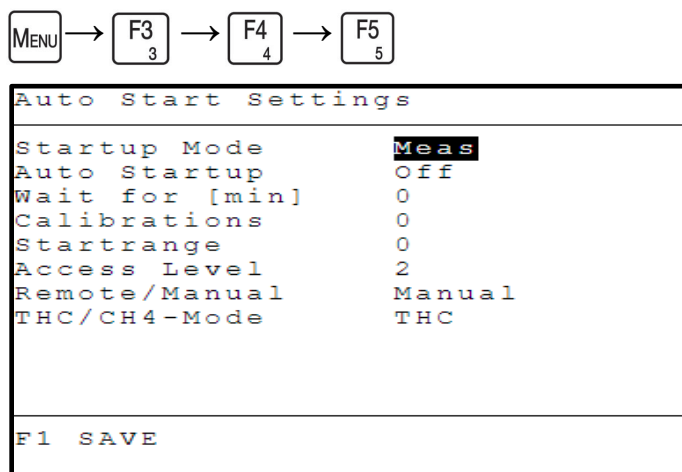 MENU → F3 3 → F4 4 → F5 5
Auto Start Settings
Startup Mode Meas
Auto Startup Off
Wait for [min] 0
Calibrations 0
Startrange 0
Access Level 2
Remote/Manual Manual
THC/CH4-Mode THC
F1 SAVE